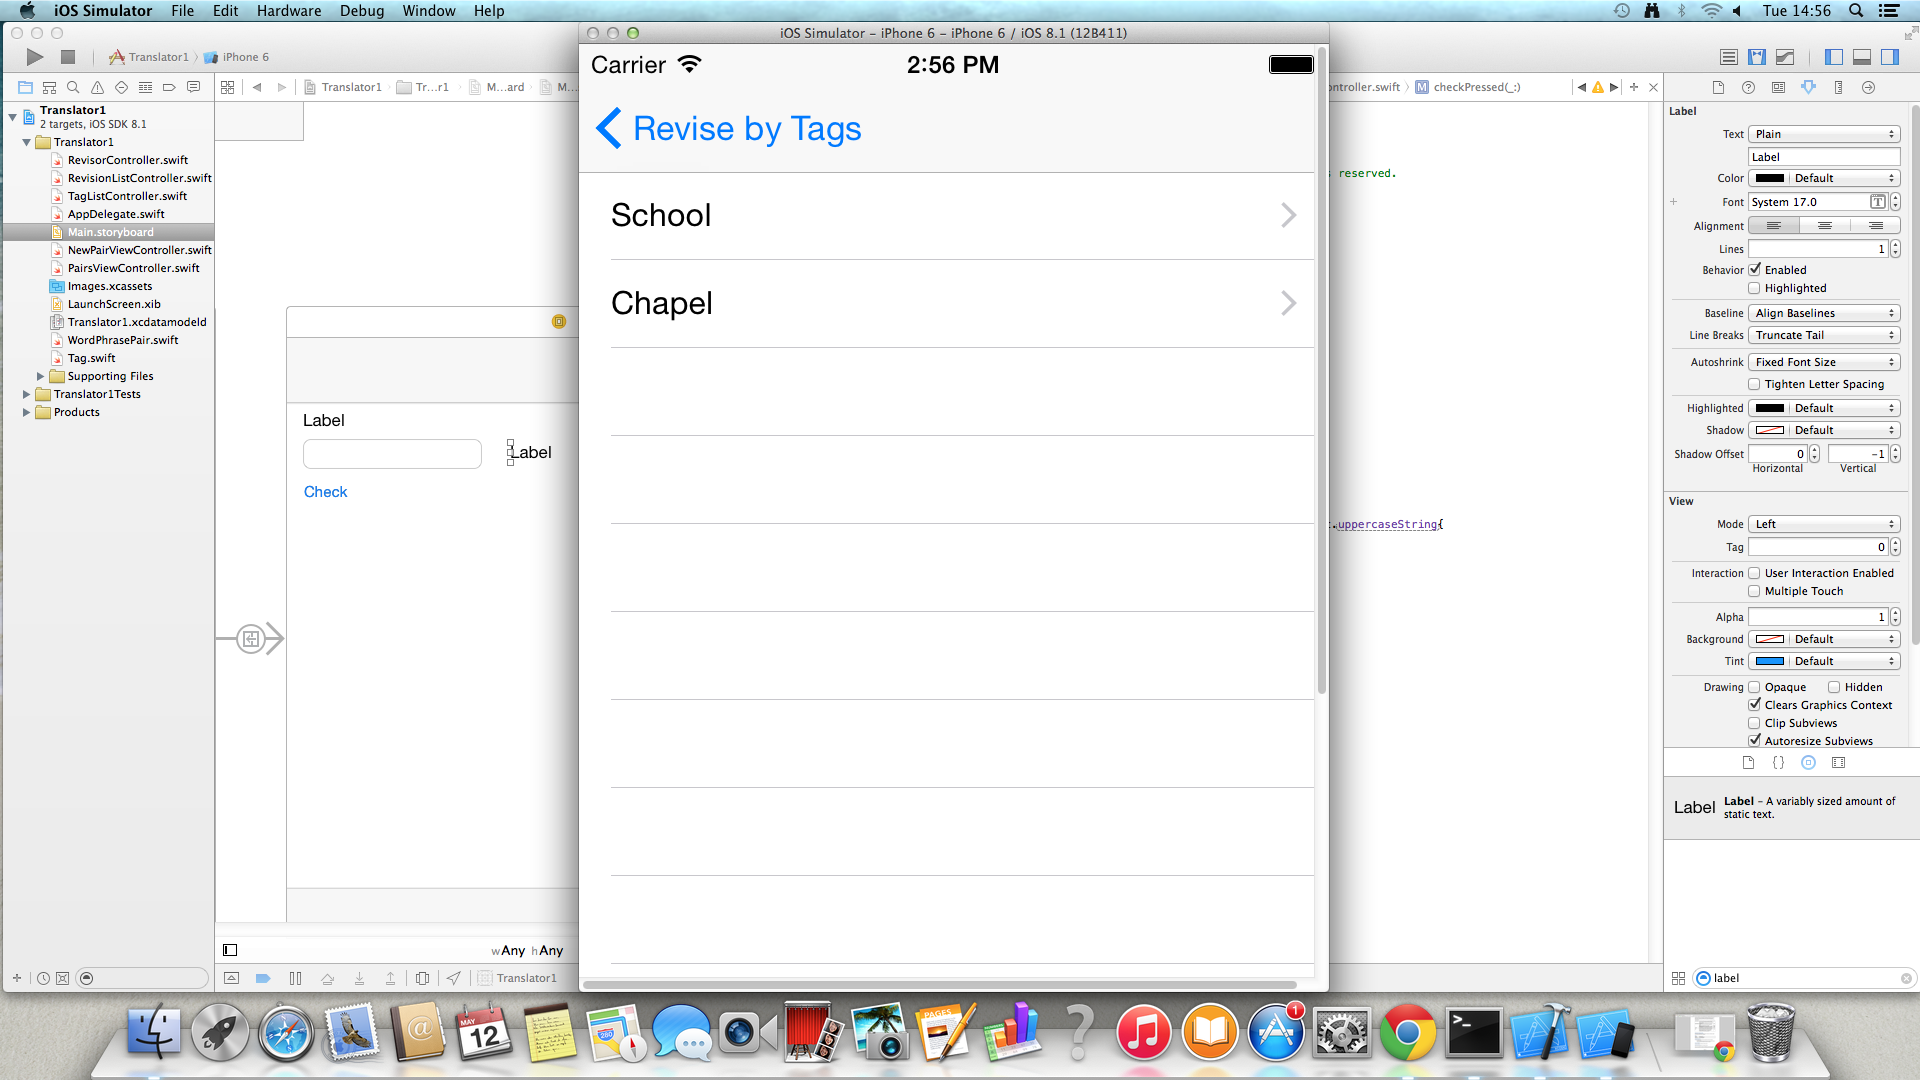 iOS Simulator File Edit Hardware Debug Window Help Tue 14:56
iOS Simulator – iPhone 6 – iPhone 6 / iOS 8.1 (12B411)
Translator1 iPhone 6
Translator1 Tr...r1 M...ard M... ontroller.swift M checkPressed(_:)
Translator1
2 targets, iOS SDK 8.1
Translator1
RevisorController.swift
RevisionListController.swift
TagListController.swift
AppDelegate.swift
Main.storyboard
NewPairViewController.swift
PairsViewController.swift
Images.xcassets
LaunchScreen.xib
Translator1.xcdatamodeld
WordPhrasePair.swift
Tag.swift
Supporting Files
Translator1Tests
Products
Label
Label
Check
wAny hAny
Translator1
Carrier 2:56 PM
Revise by Tags
School
Chapel
s reserved.
.uppercaseString{
Label
Text Plain
Label
Color Default
Font System 17.0 T
Alignment
Lines 1
Behavior Enabled
Highlighted
Baseline Align Baselines
Line Breaks Truncate Tail
Autoshrink Fixed Font Size
Tighten Letter Spacing
Highlighted Default
Shadow Default
Shadow Offset 0 -1
Horizontal Vertical
View
Mode Left
Tag 0
Interaction User Interaction Enabled
Multiple Touch
Alpha 1
Background Default
Tint Default
Drawing Opaque Hidden
Clears Graphics Context
Clip Subviews
Autoresize Subviews
{}
Label Label – A variably sized amount of
static text.
label
MAY
12
280
PAGES
?
1
>_